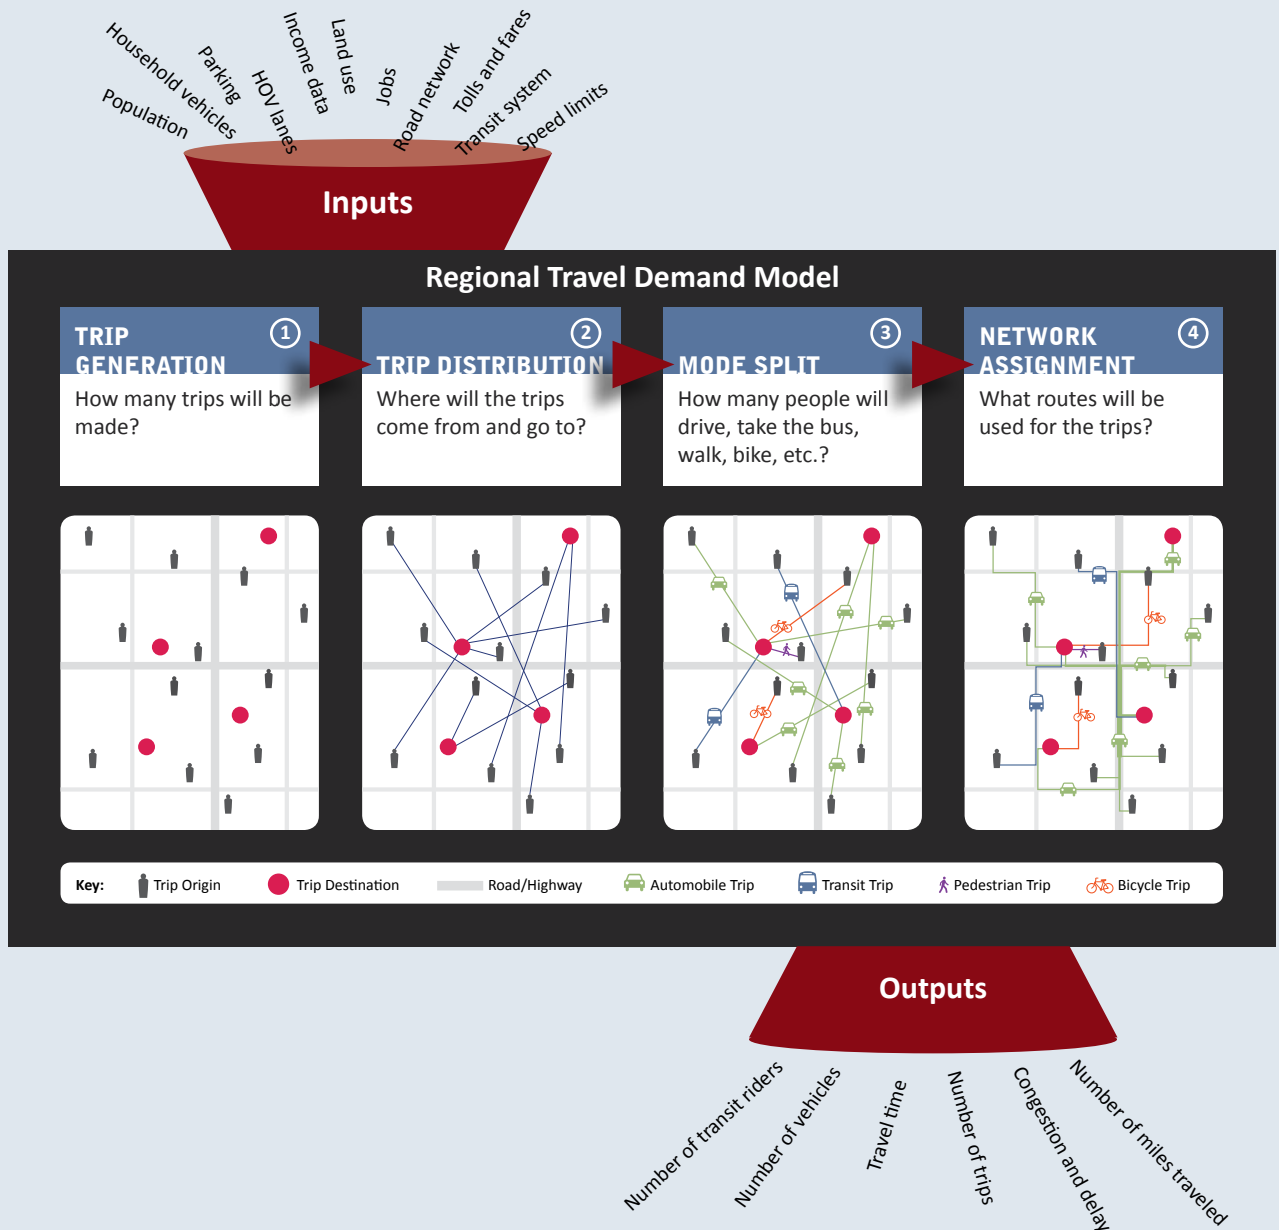 Population
Household vehicles
Parking
HOV lanes
Income data
Land use
Jobs
Road network
Tolls and fares
Transit system
Speed limits
Inputs
Regional Travel Demand Model
TRIP
GENERATION
1
How many trips will be
made?
TRIP DISTRIBUTION
2
Where will the trips
come from and go to?
MODE SPLIT
3
How many people will
drive, take the bus,
walk, bike, etc.?
NETWORK
ASSIGNMENT
4
What routes will be
used for the trips?
Key: Trip Origin Trip Destination Road/Highway Automobile Trip Transit Trip Pedestrian Trip Bicycle Trip
Outputs
Number of transit riders
Number of vehicles
Travel time
Number of trips
Congestion and delay
Number of miles traveled